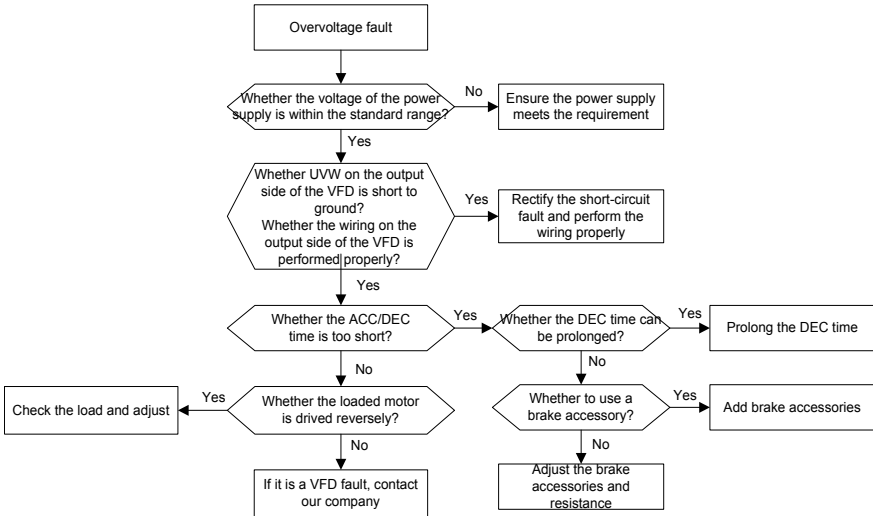 Overvoltage fault
Whether the voltage of the power
supply is within the standard range?
No
Ensure the power supply
meets the requirement
Yes
Whether UVW on the output
side of the VFD is short to
ground?
Whether the wiring on the
output side of the VFD is
performed properly?
Yes
Rectify the short-circuit
fault and perform the
wiring properly
Yes
Whether the ACC/DEC
time is too short?
Yes
Whether the DEC time can
be prolonged?
Yes
Prolong the DEC time
No
No
Check the load and adjust
Yes
Whether the loaded motor
is drived reversely?
Whether to use a
brake accessory?
Yes
Add brake accessories
No
No
If it is a VFD fault, contact
our company
Adjust the brake
accessories and
resistance